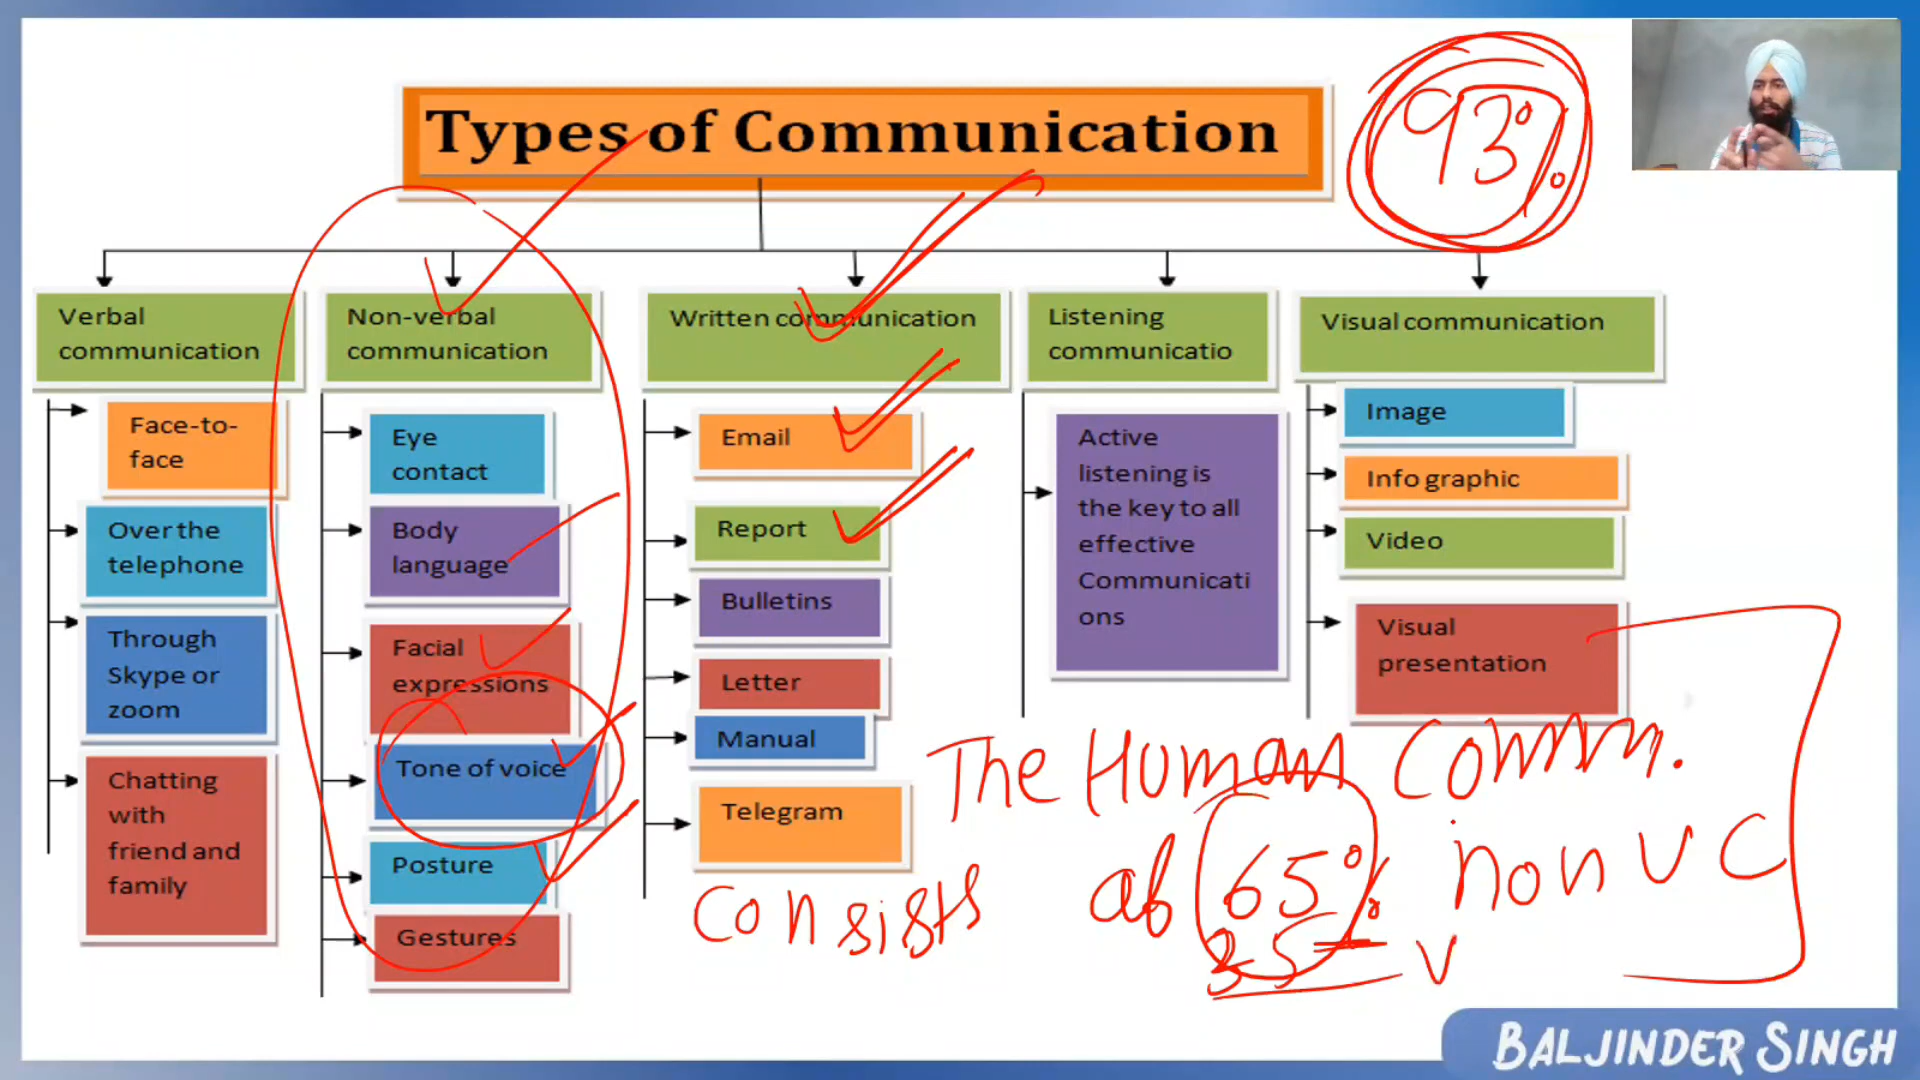 Types of Communication
93%
Verbal
communication
Face-to-
face
Over the
telephone
Through
Skype or
zoom
Chatting
with
friend and
family
Non-verbal
communication
Eye
contact
Body
language
Facial
expressions
Tone of voice
Posture
Gestures
Written communication
Email
Report
Bulletins
Letter
Manual
Telegram
Listening
communicatio
Active
listening is
the key to all
effective
Communicati
ons
Visual communication
Image
Info graphic
Video
Visual
presentation
The Human Comm.
consists of 65% non V C
35% V
BALJINDER SINGH